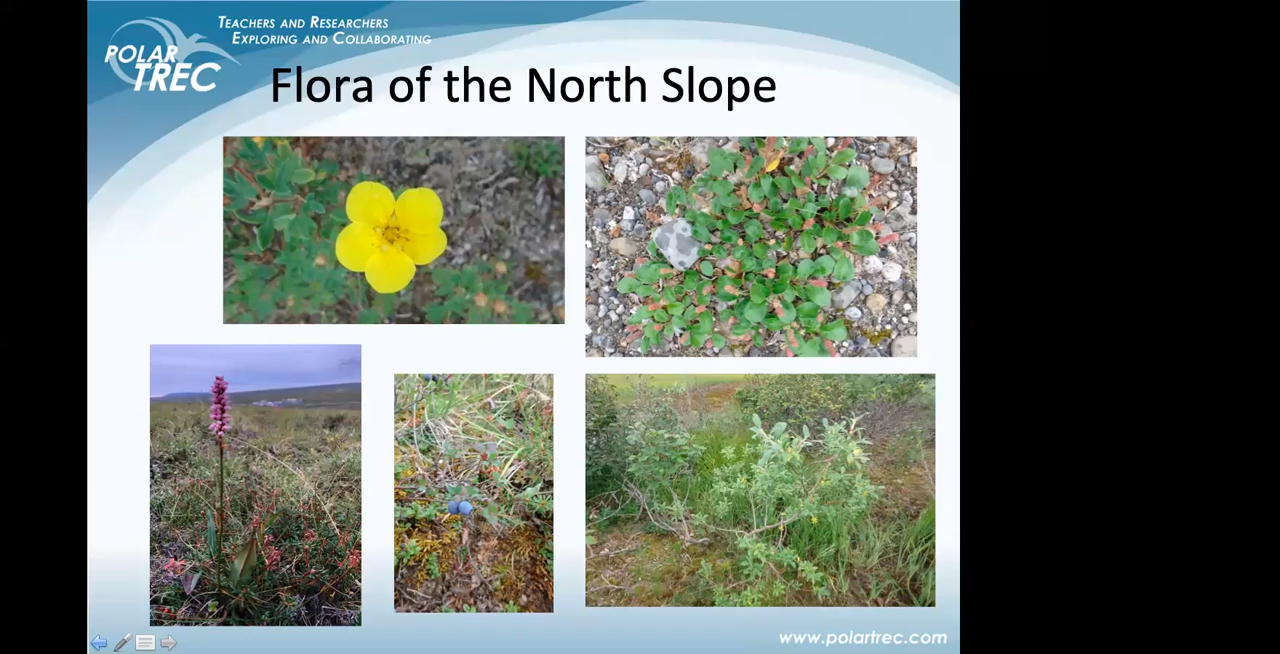 TEACHERS AND RESEARCHERS
EXPLORING AND COLLABORATING
POLAR
TREC
Flora of the North Slope
www.polartrec.com